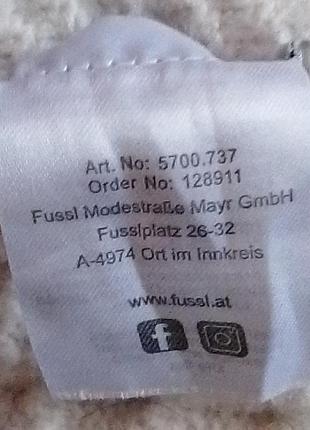 Art. No: 5700.737
Order No: 128911
Fussl Modestraße Mayr GmbH
Fusslplatz 26-32
A-4974 Ort im Innkreis
www.fussl.at